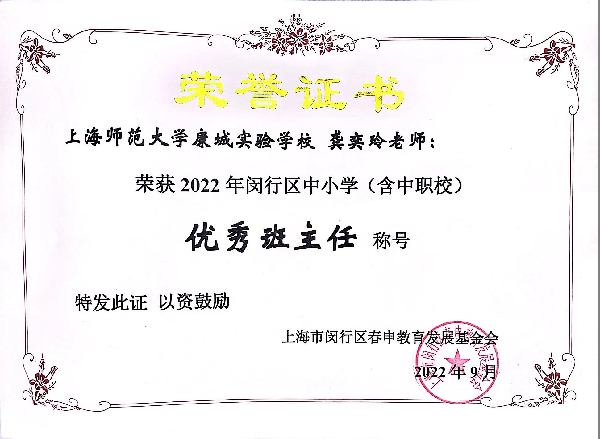 荣誉证书
上海师范大学康城实验学校 龚奕玲老师：
荣获 2022 年闵行区中小学（含中职校）
优秀班主任 称号
特发此证 以资鼓励
上海市闵行区春申教育发展基金会
2022 年 9 月